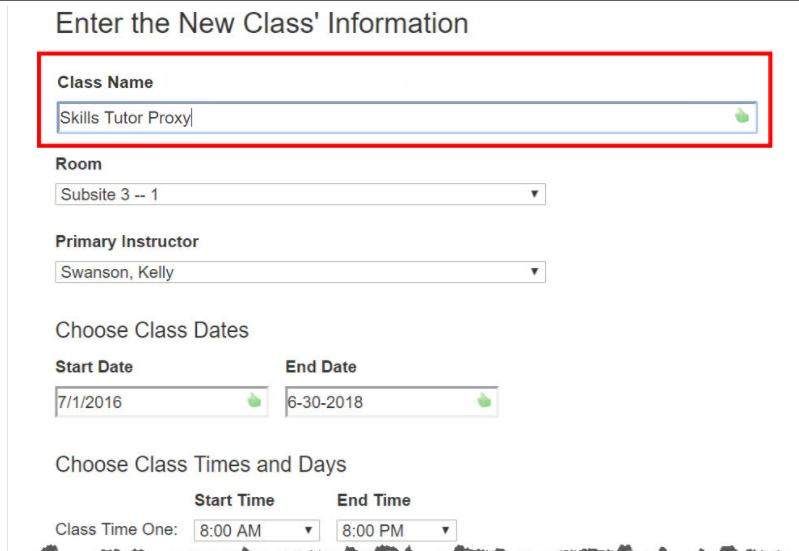 Enter the New Class' Information
Class Name
Skills Tutor Proxy
Room
Subsite 3 -- 1
Primary Instructor
Swanson, Kelly
Choose Class Dates
Start Date End Date
7/1/2016 6-30-2018
Choose Class Times and Days
Start Time End Time
Class Time One: 8:00 AM 8:00 PM